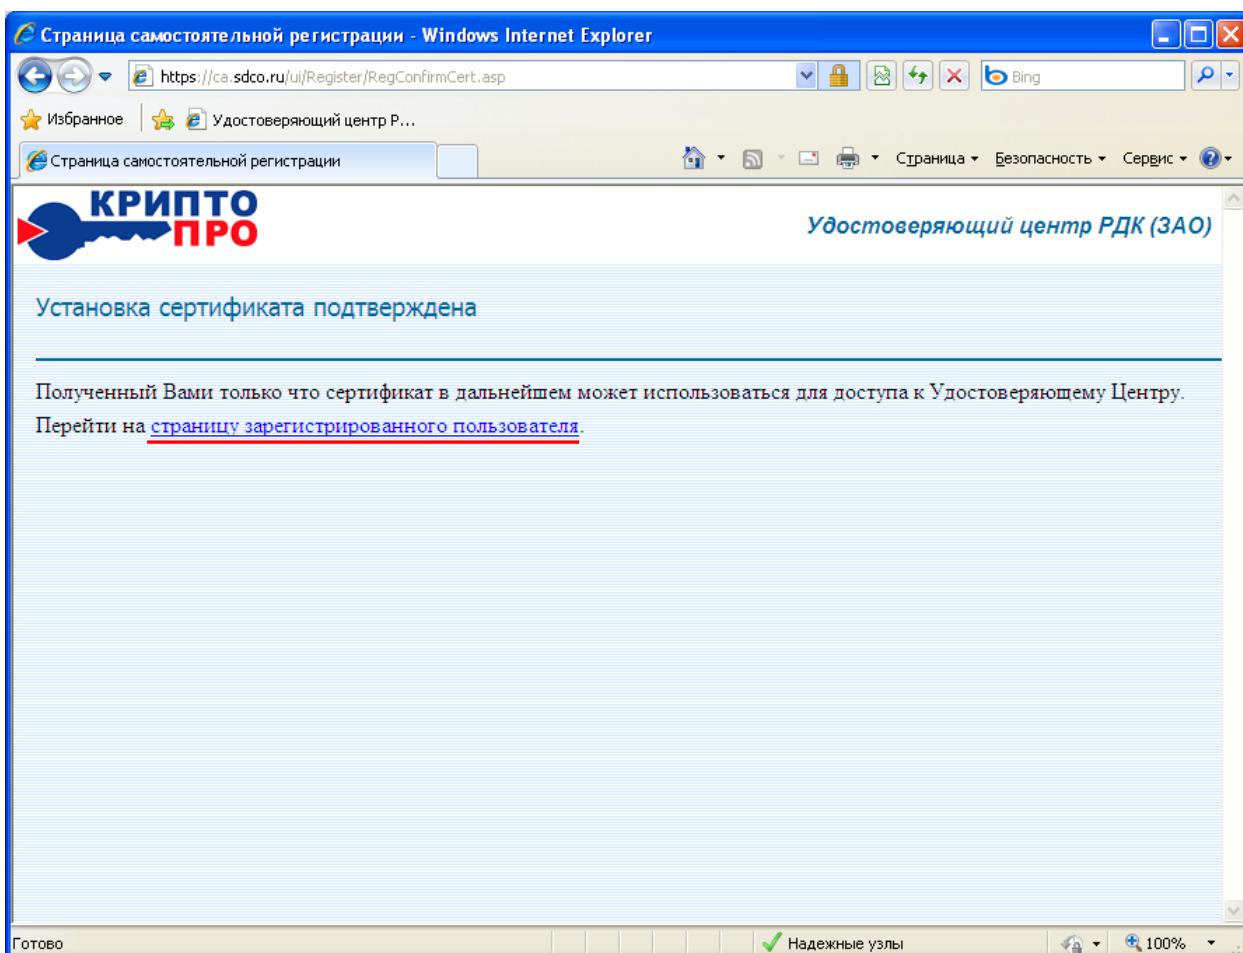 Страница самостоятельной регистрации - Windows Internet Explorer
https://ca.sdco.ru/ui/Register/RegConfirmCert.asp
Bing
Избранное
Удостоверяющий центр Р...
Страница самостоятельной регистрации
Страница
Безопасность
Сервис
КРИПТО
ПРО
Удостоверяющий центр РДК (ЗАО)
Установка сертификата подтверждена
Полученный Вами только что сертификат в дальнейшем может использоваться для доступа к Удостоверяющему Центру.
Перейти на страницу зарегистрированного пользователя.
Готово
Надежные узлы
100%